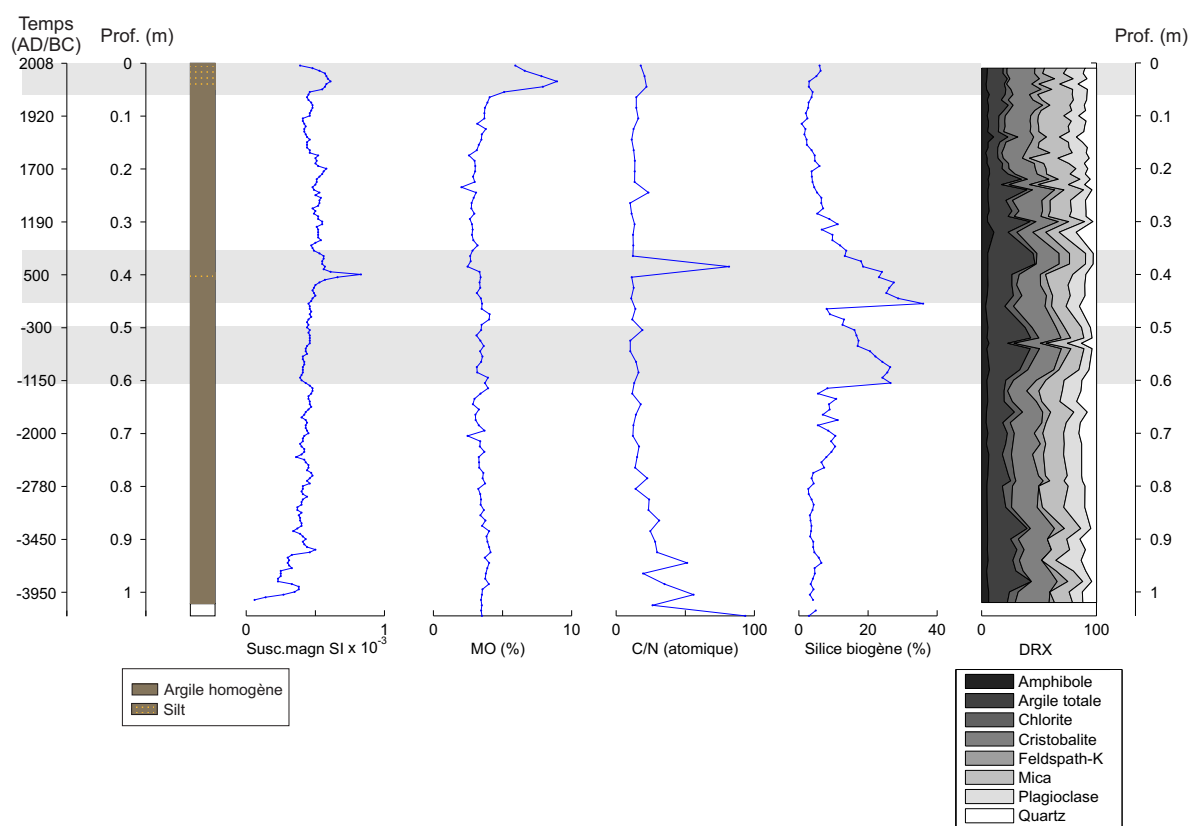 Temps
(AD/BC)
Prof. (m)
Prof. (m)
2008
1920
1700
1190
500
-300
-1150
-2000
-2780
-3450
-3950
0
0.1
0.2
0.3
0.4
0.5
0.6
0.7
0.8
0.9
1
0
0.1
0.2
0.3
0.4
0.5
0.6
0.7
0.8
0.9
1
0 1
Susc.magn SI x 10-3
0 10
MO (%)
0 100
C/N (atomique)
0 20 40
Silice biogène (%)
0 100
DRX
Argile homogène
Silt
Amphibole
Argile totale
Chlorite
Cristobalite
Feldspath-K
Mica
Plagioclase
Quartz